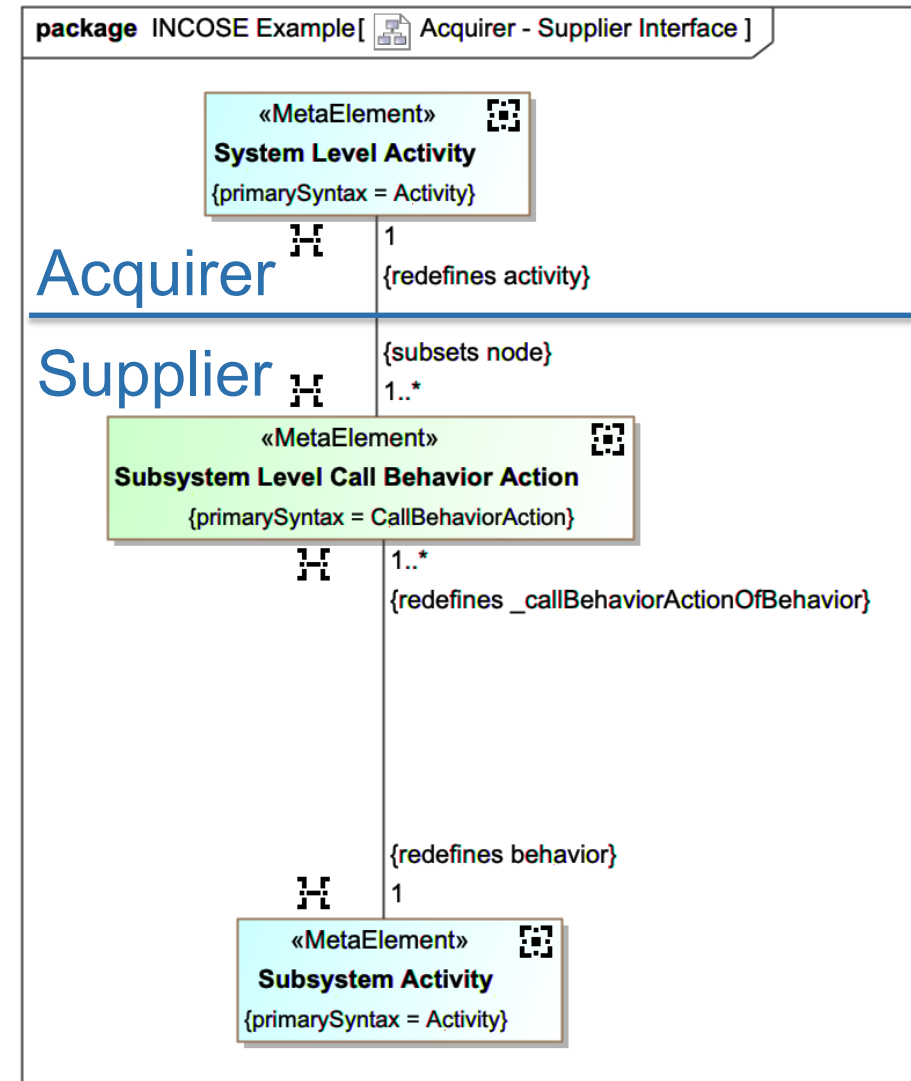 package INCOSE Example[ Acquirer - Supplier Interface ]
«MetaElement»
System Level Activity
{primarySyntax = Activity}
1
{redefines activity}
Acquirer
Supplier
{subsets node}
1..*
«MetaElement»
Subsystem Level Call Behavior Action
{primarySyntax = CallBehaviorAction}
1..*
{redefines _callBehaviorActionOfBehavior}
{redefines behavior}
1
«MetaElement»
Subsystem Activity
{primarySyntax = Activity}